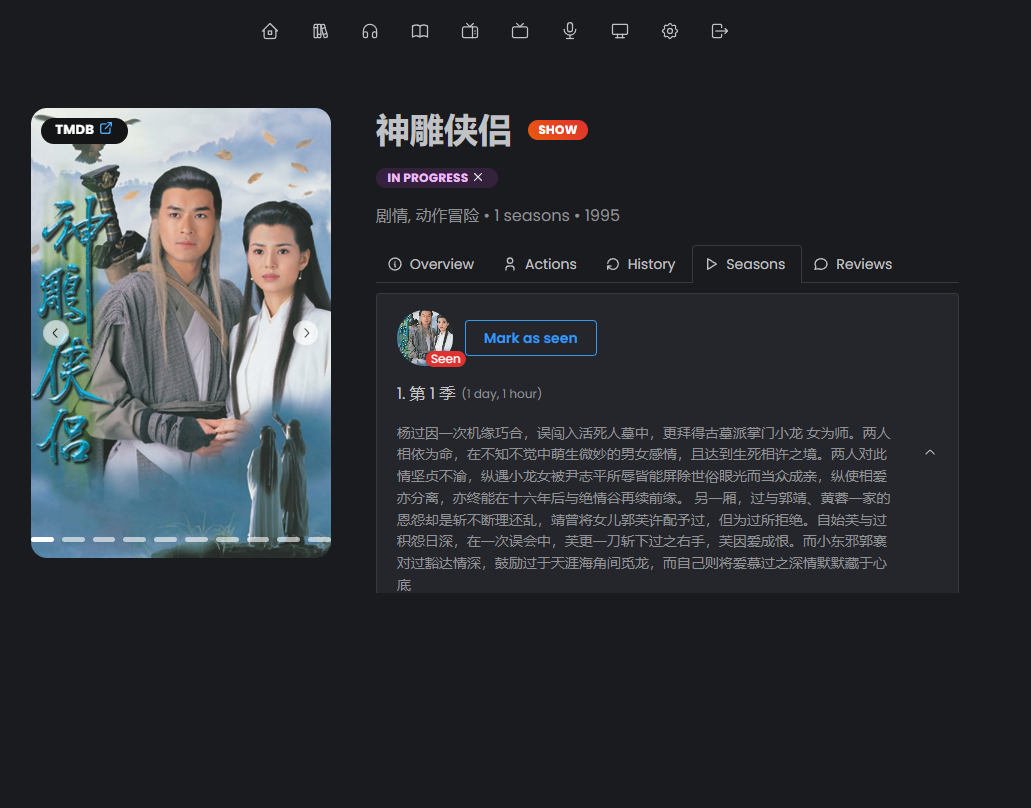 TMDB
神雕侠侣
神雕侠侣 SHOW
IN PROGRESS
剧情, 动作冒险 • 1 seasons • 1995
Overview Actions History Seasons Reviews
Seen
Mark as seen
1. 第 1 季 (1 day, 1 hour)
杨过因一次机缘巧合，误闯入活死人墓中，更拜得古墓派掌门小龙 女为师。两人
相依为命，在不知不觉中萌生微妙的男女感情，且达到生死相许之境。两人对此
情坚贞不渝，纵遇小龙女被尹志平所辱皆能屏除世俗眼光而当众成亲，纵使相爱
亦分离，亦终能在十六年后与绝情谷再续前缘。 另一厢，过与郭靖、黄蓉一家的
恩怨却是斩不断理还乱，靖曾将女儿郭芙许配予过，但为过所拒绝。自始芙与过
积怨日深，在一次误会中，芙更一刀斩下过之右手，芙因爱成恨。而小东邪郭襄
对过豁达情深，鼓励过于天涯海角间觅龙，而自己则将爱慕过之深情默默藏于心
底